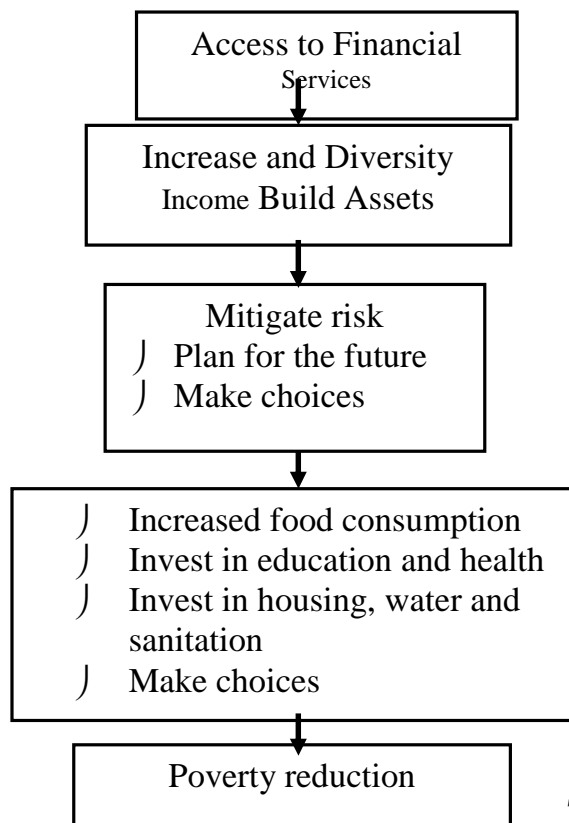 Access to Financial
Services
Increase and Diversity
Income Build Assets
Mitigate risk
⌡ Plan for the future
⌡ Make choices
⌡ Increased food consumption
⌡ Invest in education and health
⌡ Invest in housing, water and
sanitation
⌡ Make choices
Poverty reduction